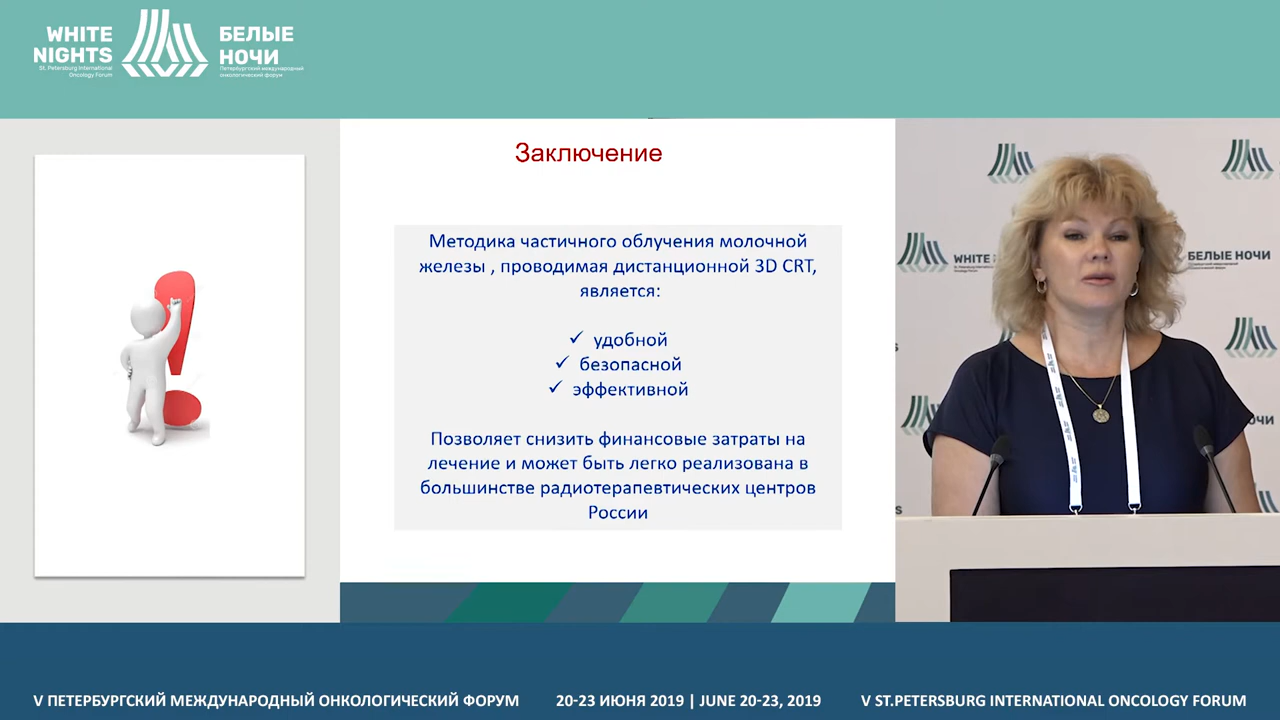 WHITE
NIGHTS
St. Petersburg International
Oncology Forum
БЕЛЫЕ
НОЧИ
Петербургский международный
онкологический форум
Заключение
Методика частичного облучения молочной
железы , проводимая дистанционной 3D CRT,
является:
✓ удобной
✓ безопасной
✓ эффективной
Позволяет снизить финансовые затраты на
лечение и может быть легко реализована в
большинстве радиотерапевтических центров
России
WHITE
БЕЛЫЕ НОЧИ
V ПЕТЕРБУРГСКИЙ МЕЖДУНАРОДНЫЙ ОНКОЛОГИЧЕСКИЙ ФОРУМ
20-23 ИЮНЯ 2019 | JUNE 20-23, 2019
V ST.PETERSBURG INTERNATIONAL ONCOLOGY FORUM